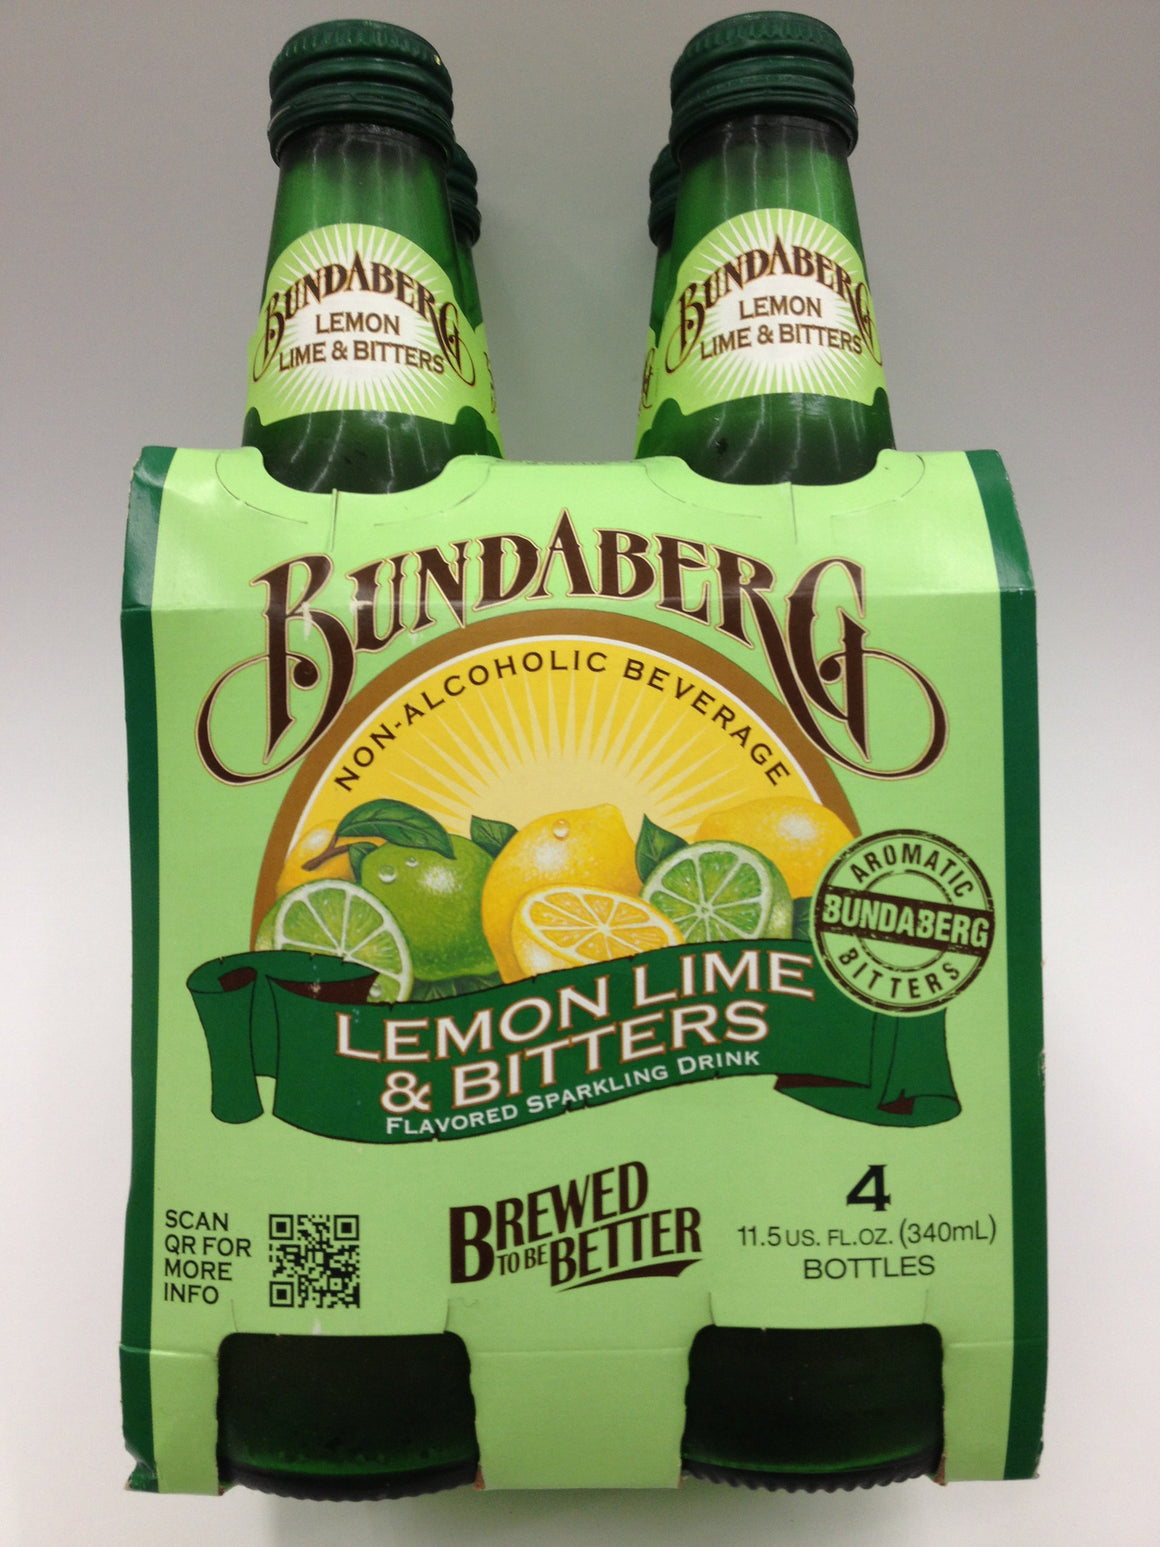 BUNDABERG
LEMON
LIME & BITTERS
BUNDABERG
LEMON
LIME & BITTERS
BUNDABERG
NON-ALCOHOLIC BEVERAGE
AROMATIC
BUNDABERG
BITTERS
LEMON LIME
& BITTERS
FLAVORED SPARKLING DRINK
SCAN
QR FOR
MORE
INFO
BREWED
TO BE BETTER
4
11.5 US. FL.OZ. (340mL)
BOTTLES